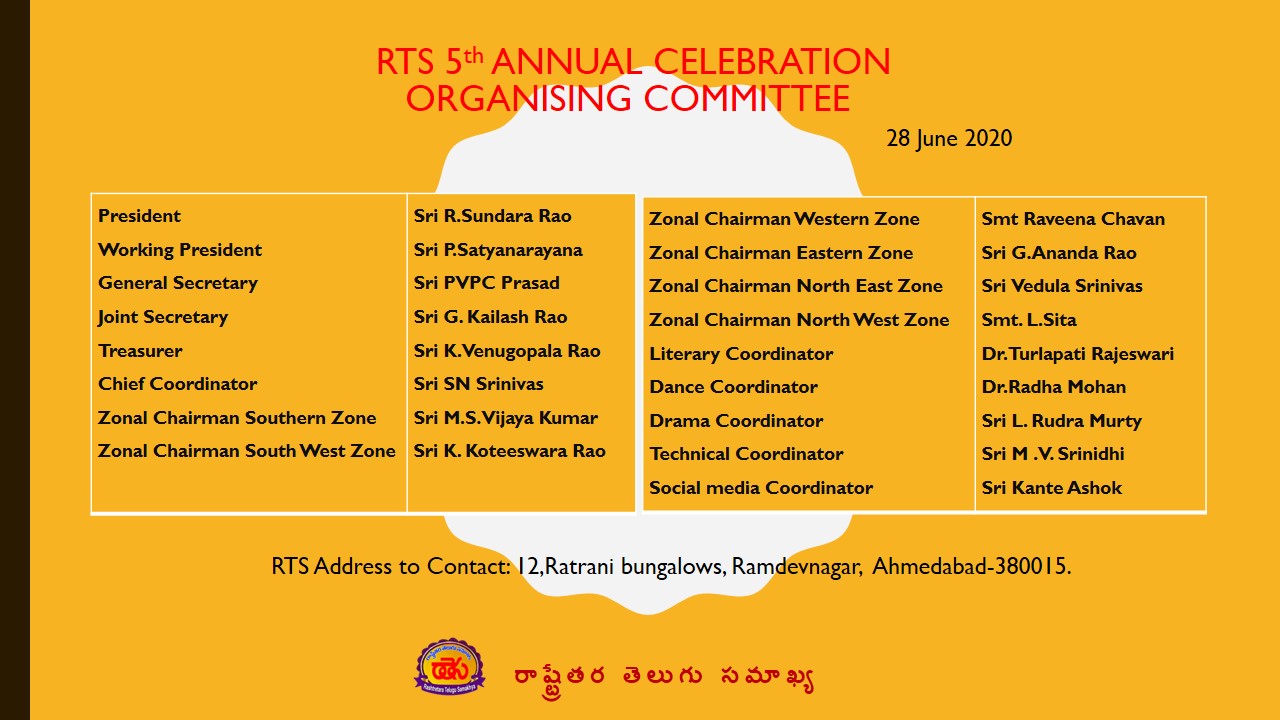 RTS 5th ANNUAL CELEBRATION
ORGANISING COMMITTEE
28 June 2020
President Sri R.Sundara Rao
Working President Sri P.Satyanarayana
General Secretary Sri PVPC Prasad
Joint Secretary Sri G. Kailash Rao
Treasurer Sri K.Venugopala Rao
Chief Coordinator Sri SN Srinivas
Zonal Chairman Southern Zone Sri M.S.Vijaya Kumar
Zonal Chairman South West Zone Sri K. Koteeswara Rao
Zonal Chairman Western Zone Smt Raveena Chavan
Zonal Chairman Eastern Zone Sri G.Ananda Rao
Zonal Chairman North East Zone Sri Vedula Srinivas
Zonal Chairman North West Zone Smt. L.Sita
Literary Coordinator Dr.Turlapati Rajeswari
Dance Coordinator Dr.Radha Mohan
Drama Coordinator Sri L. Rudra Murty
Technical Coordinator Sri M .V. Srinidhi
Social media Coordinator Sri Kante Ashok
RTS Address to Contact: 12,Ratrani bungalows, Ramdevnagar, Ahmedabad-380015.
రాతెస
Rashtretara Telugu Samakhya
రాష్ట్రేతర తెలుగు సమాఖ్య